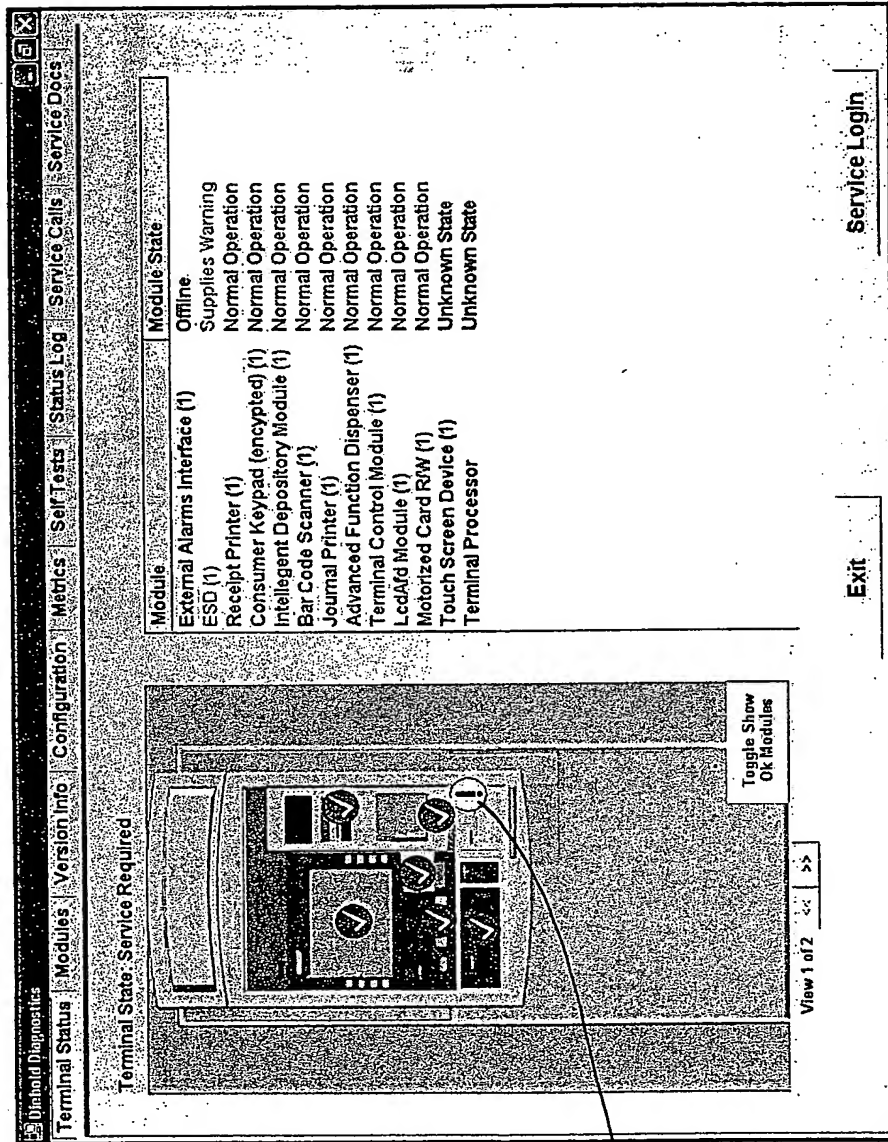 Diebold Diagnostics
Terminal Status Modules Version Info Configuration Metrics Self Tests Status Log Service Calls Service Docs
Terminal State: Service Required
Module Module State
External Alarms Interface (1) Offline
ESD (1) Supplies Warning
Receipt Printer (1) Normal Operation
Consumer Keypad (encypted) (1) Normal Operation
Intellegent Depository Module (1) Normal Operation
Bar Code Scanner (1) Normal Operation
Journal Printer (1) Normal Operation
Advanced Function Dispenser (1) Normal Operation
Terminal Control Module (1) Normal Operation
LcdAfd Module (1) Normal Operation
Motorized Card R/W (1) Normal Operation
Touch Screen Device (1) Unknown State
Terminal Processor Unknown State
Toggle Show
Ok Modules
View 1 of 2 << >>
Exit Service Login